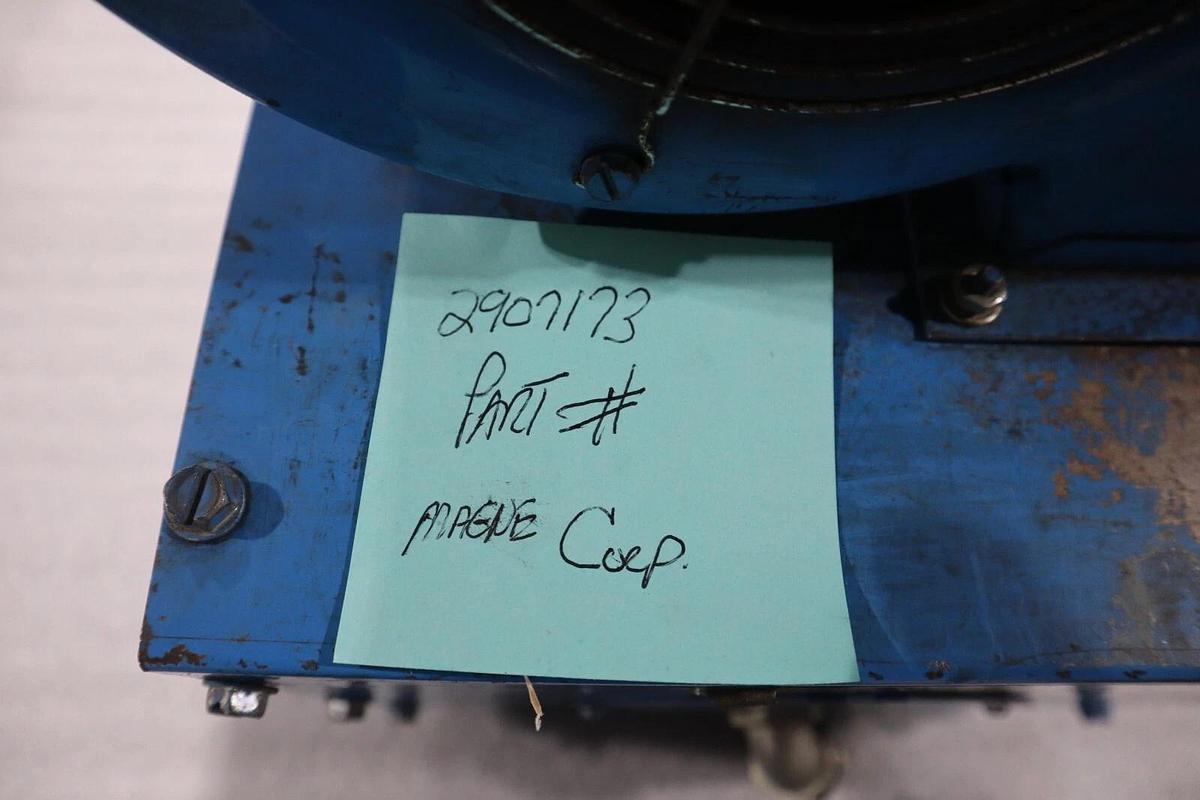 2907173
PART #
MAGNE Corp.